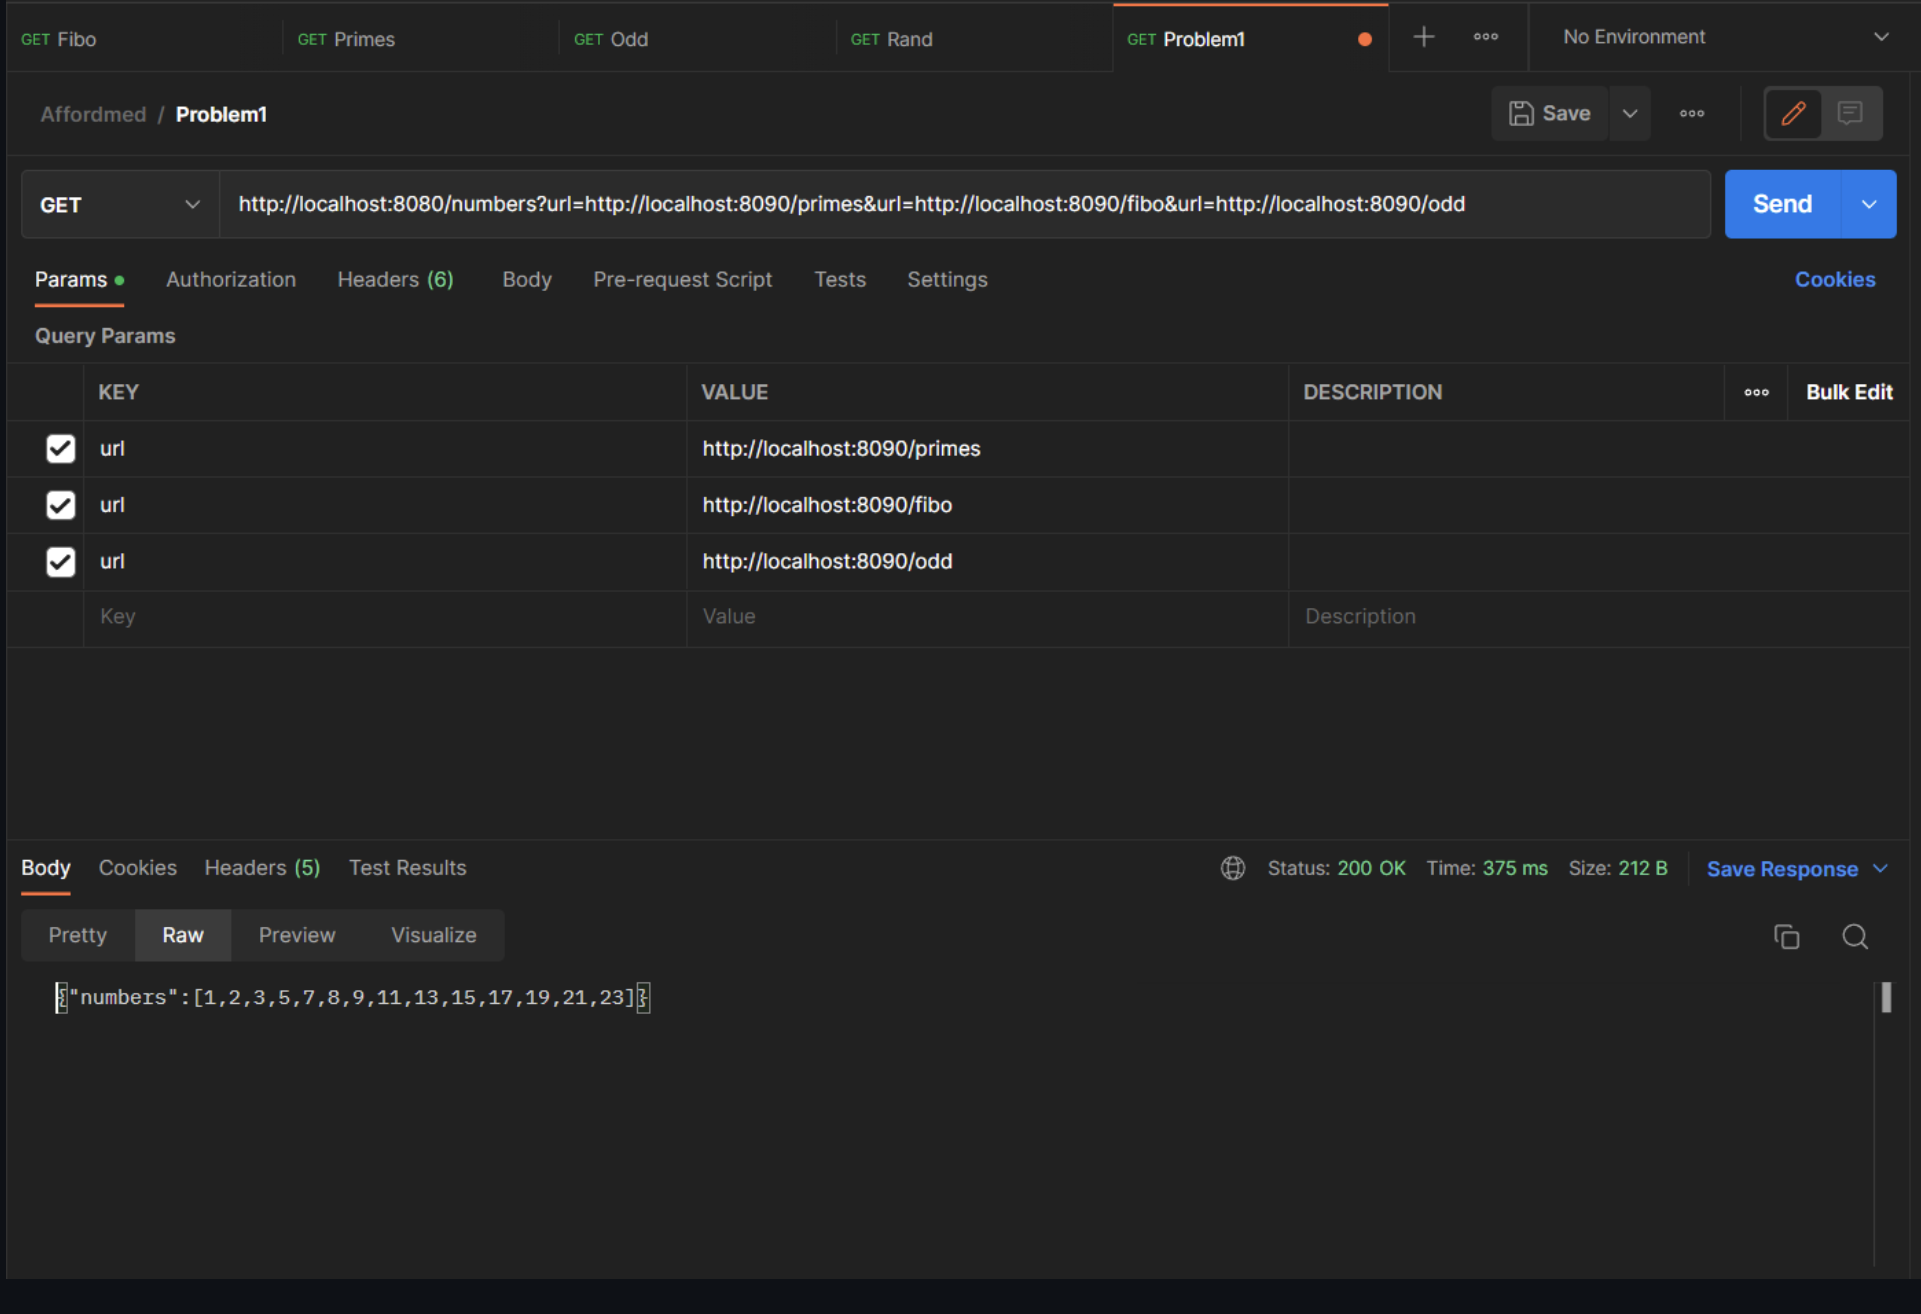 GET Fibo GET Primes GET Odd GET Rand GET Problem1 No Environment
Affordmed / Problem1 Save
GET http://localhost:8080/numbers?url=http://localhost:8090/primes&url=http://localhost:8090/fibo&url=http://localhost:8090/odd Send
Params Authorization Headers (6) Body Pre-request Script Tests Settings Cookies
Query Params
KEY VALUE DESCRIPTION Bulk Edit
url http://localhost:8090/primes
url http://localhost:8090/fibo
url http://localhost:8090/odd
Key Value Description
Body Cookies Headers (5) Test Results Status: 200 OK Time: 375 ms Size: 212 B Save Response
Pretty Raw Preview Visualize
{"numbers":[1,2,3,5,7,8,9,11,13,15,17,19,21,23]}